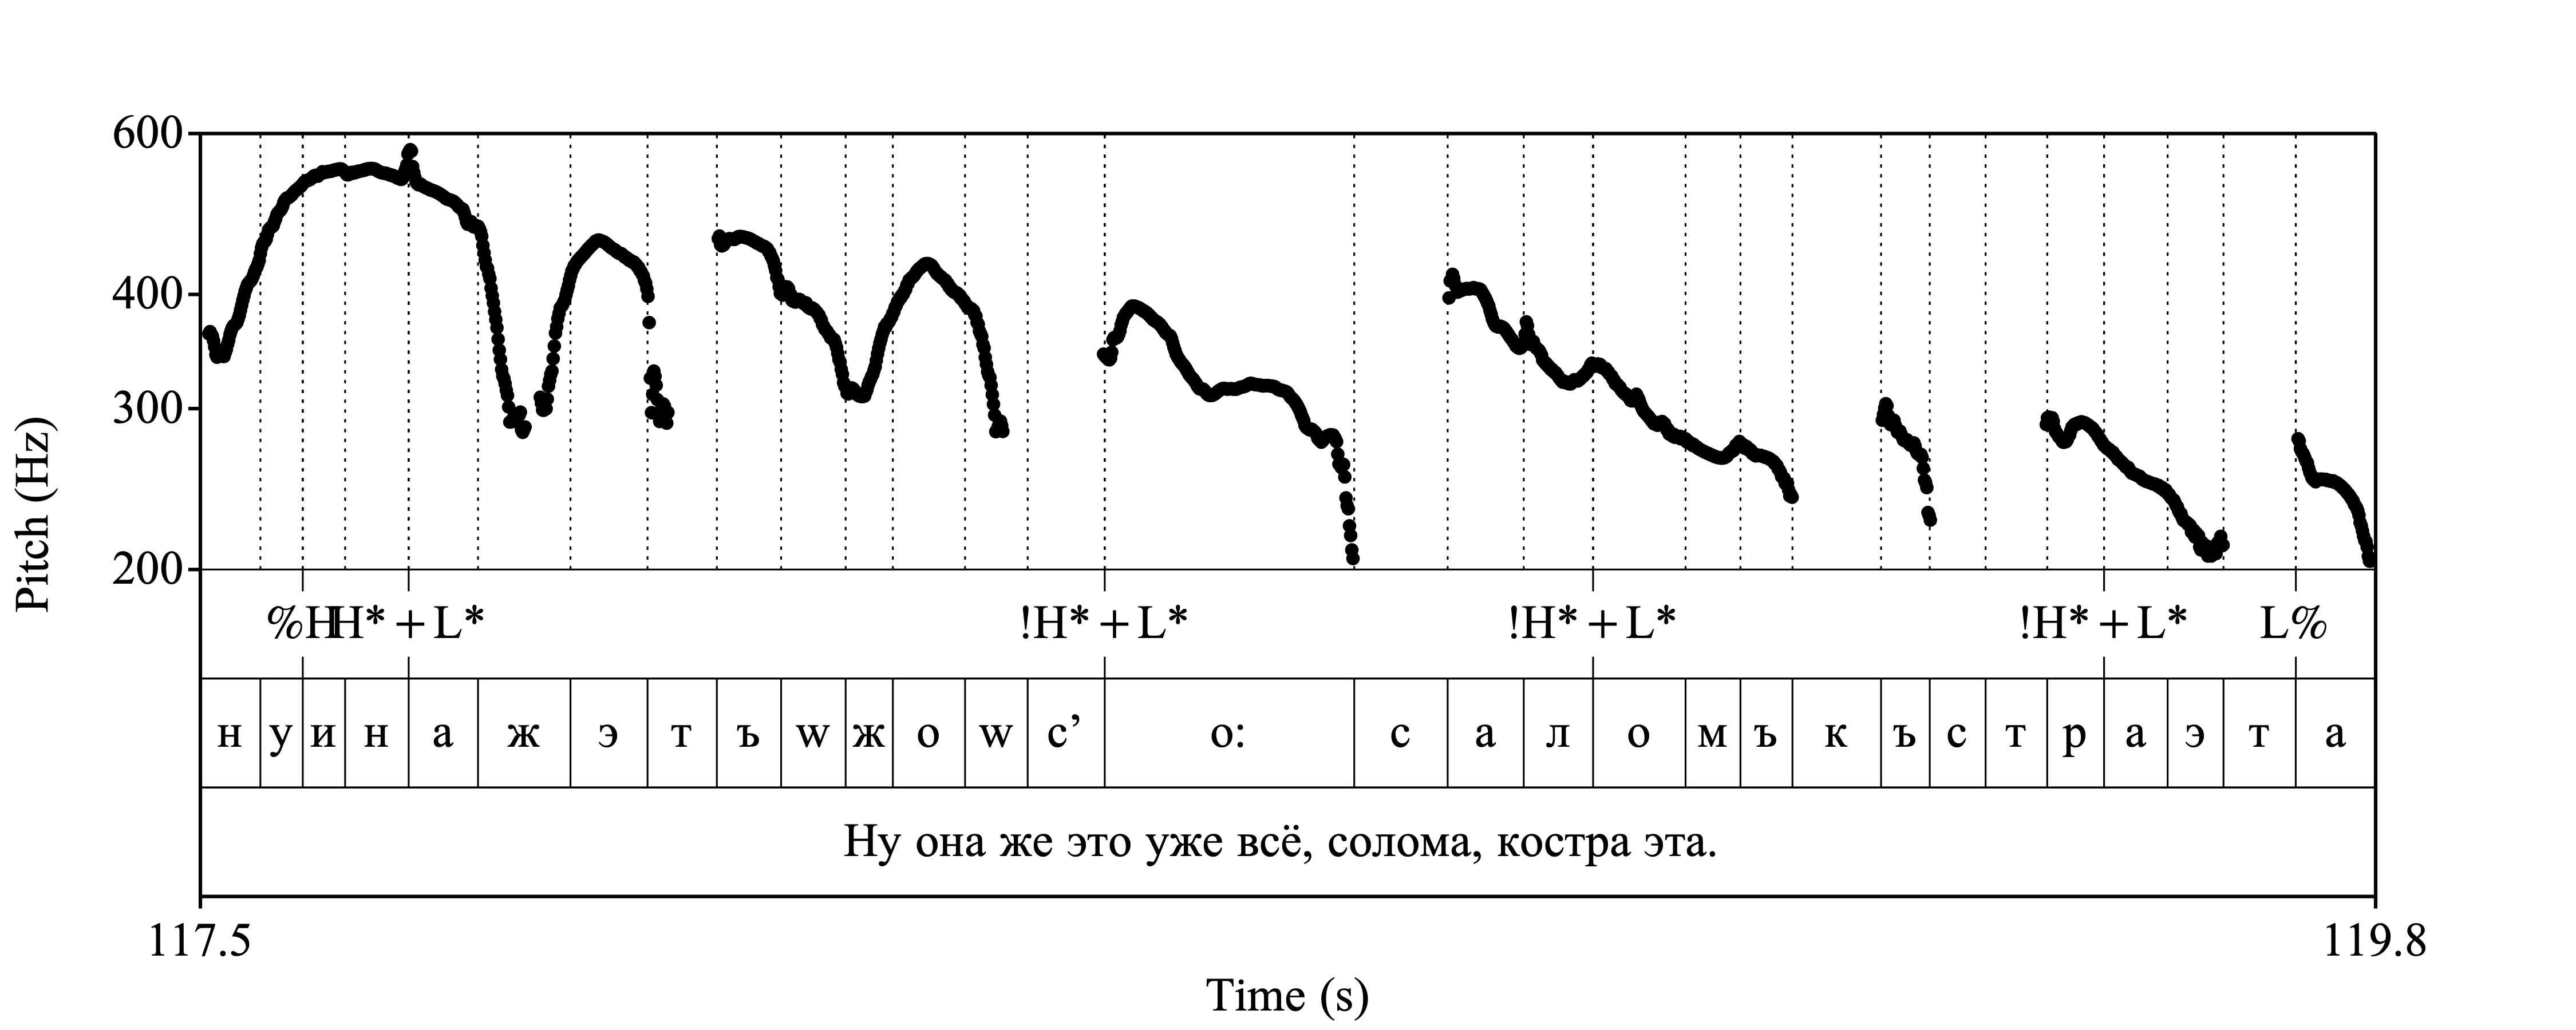 600
400
300
200
Pitch (Hz)
%H H* + L* !H* + L* !H* + L* !H* + L* L%
н у и н а ж э т ъ w ж о w с’ о: с а л о м ъ к ъ с т р а э т а
Ну она же это уже всё, солома, костра эта.
117.5 119.8
Time (s)